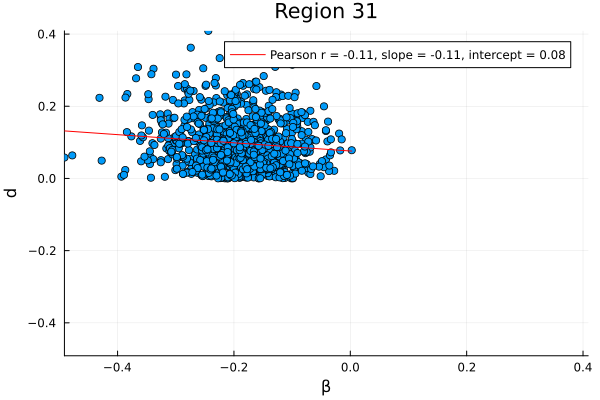 Region 31
Pearson r = -0.11, slope = -0.11, intercept = 0.08
d
0.4
0.2
0.0
−0.2
−0.4
−0.4 −0.2 0.0 0.2 0.4
β